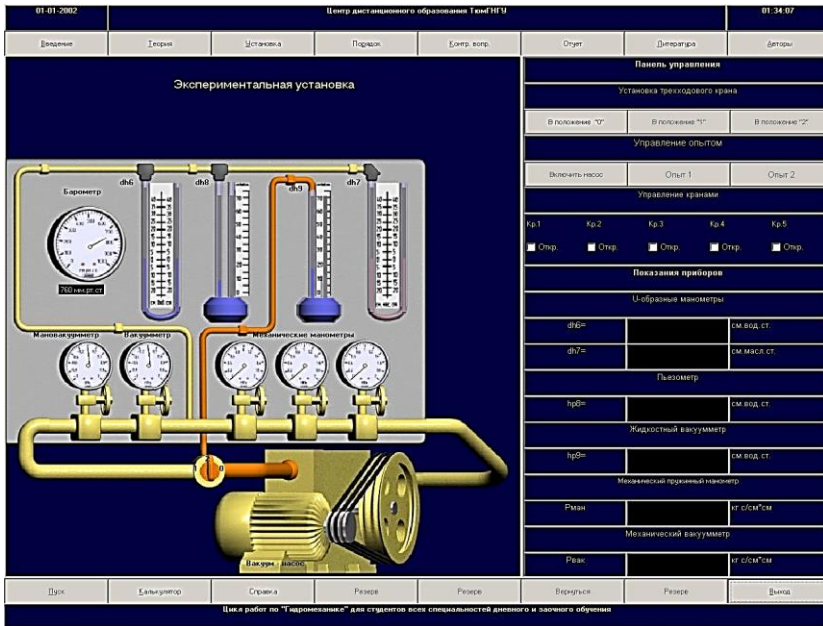 01-01-2002
Центр дистанционного образования ТюмГНГУ
01:34:07
Введение
Теория
Установка
Порядок
Контр. вопр.
Отчет
Литература
Авторы
Экспериментальная установка
Панель управления
Установка трехходового крана
В положение "0"
В положение "1"
В положение "2"
Управление опытом
Включить насос
Опыт 1
Опыт 2
Управление кранами
Кр.1
Кр.2
Кр.3
Кр.4
Кр.5
Откр.
Откр.
Откр.
Откр.
Откр.
Показания приборов
U-образные манометры
dh6=
см.вод.ст.
dh7=
см.масл.ст.
Пьезометр
hp8=
см.вод.ст.
Жидкостный вакуумметр
hp9=
см.вод.ст.
Механический пружинный манометр
Рман
кг с/см*см
Механический вакуумметр
Рвак
кг с/см*см
Барометр
760 мм.рт.ст.
dh6
dh8
dh9
dh7
Мановакуумметр
Вакуумметр
Механические манометры
1
0
Вакуум - насос
Пуск
Калькулятор
Справка
Резерв
Резерв
Вернуться
Резерв
Выход
Цикл работ по "Гидромеханике" для студентов всех специальностей дневного и заочного обучения